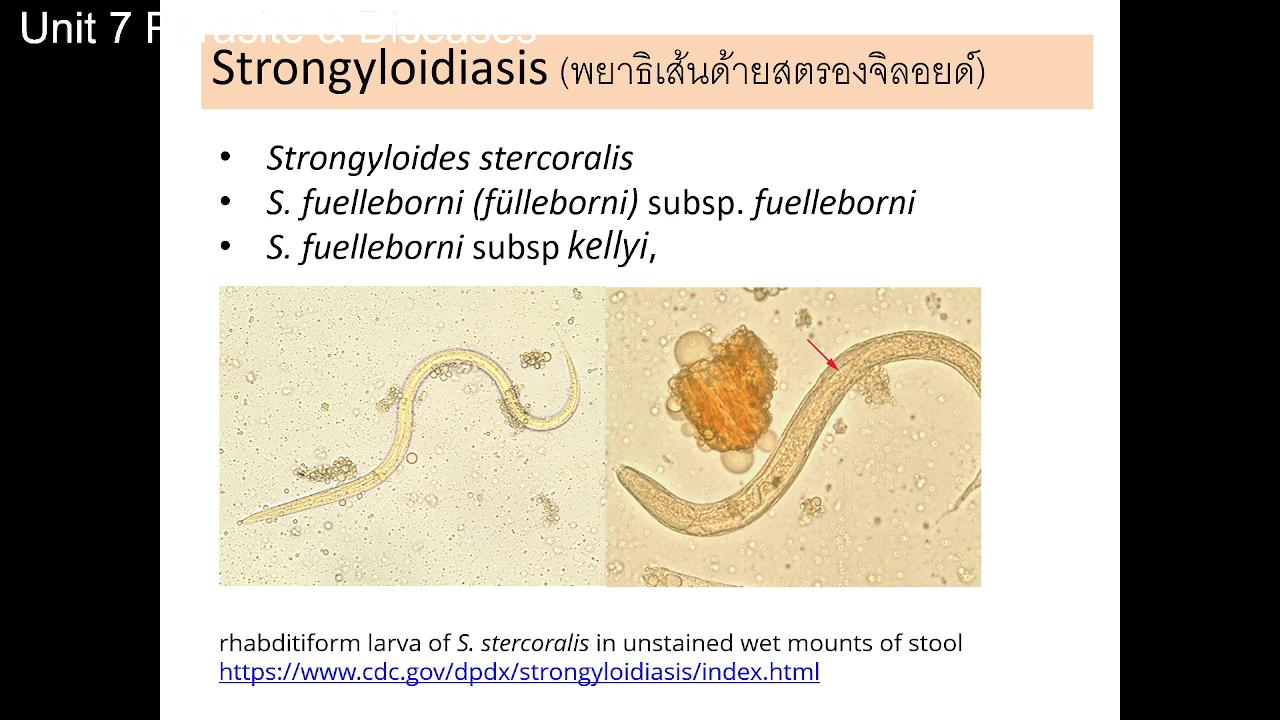 Unit 7 Parasite & Diseases
Strongyloidiasis (พยาธิเส้นด้ายสตรองจิลอยด์)
• Strongyloides stercoralis
• S. fuelleborni (fülleborni) subsp. fuelleborni
• S. fuelleborni subsp kellyi,
rhabditiform larva of S. stercoralis in unstained wet mounts of stool
https://www.cdc.gov/dpdx/strongyloidiasis/index.html